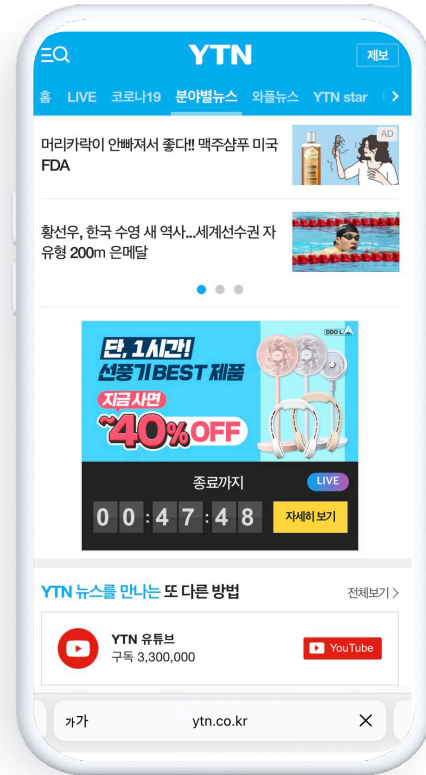 YTN
제보
홈 LIVE 코로나19 분야별뉴스 와플뉴스 YTN star
머리카락이 안빠져서 좋다!! 맥주샴푸 미국
FDA
AD
황선우, 한국 수영 새 역사...세계선수권 자
유형 200m 은메달
단, 1시간!
선풍기 BEST 제품
지금 사면
~40% OFF
종료까지
LIVE
00:47:48
자세히 보기
YTN 뉴스를 만나는 또 다른 방법
전체보기 >
YTN 유튜브
구독 3,300,000
YouTube
가가
ytn.co.kr